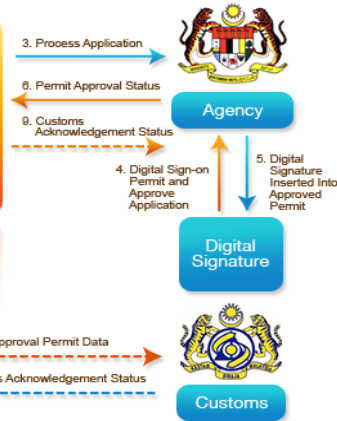 3. Process Application
6. Permit Approval Status
Agency
9. Customs
Acknowledgement Status
4. Digital Sign-on
Permit and
Approve
Application
5. Digital
Signature
Inserted Into
Approved
Permit
Digital
Signature
pproval Permit Data
s Acknowledgement Status
Customs